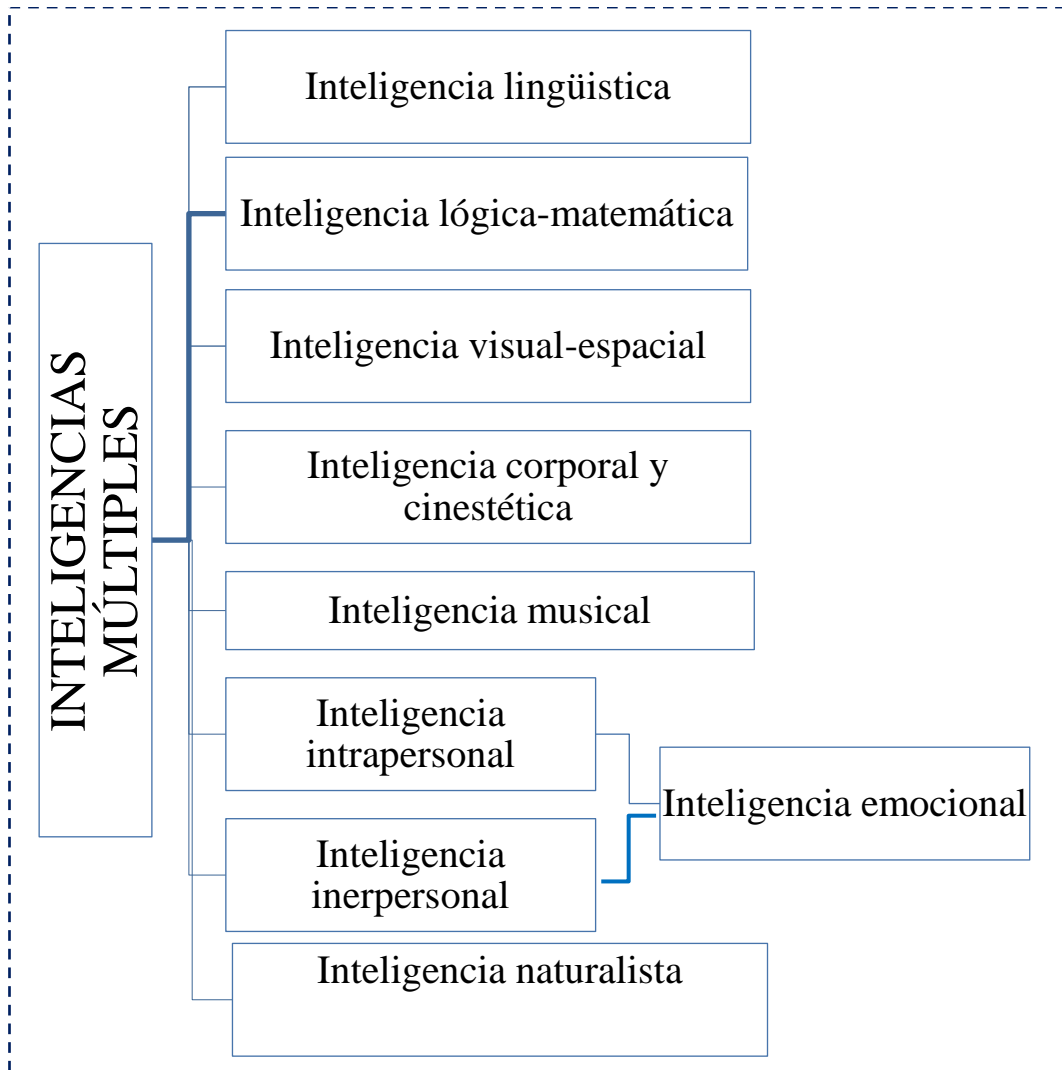 INTELIGENCIAS
MÚLTIPLES
Inteligencia lingüistica
Inteligencia lógica-matemática
Inteligencia visual-espacial
Inteligencia corporal y
cinestética
Inteligencia musical
Inteligencia
intrapersonal
Inteligencia
inerpersonal
Inteligencia emocional
Inteligencia naturalista